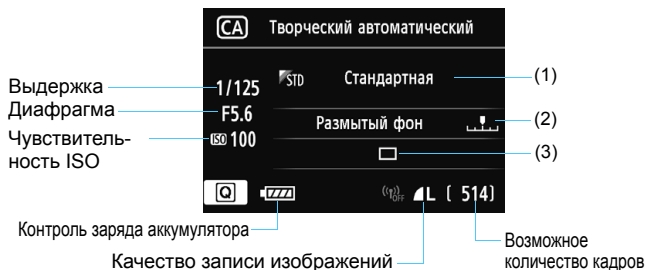 CA Творческий автоматический
STD Стандартная (1)
Выдержка 1/125
Диафрагма F5.6
Размытый фон (2)
Чувствитель-
ность ISO
ISO 100
(3)
Q OFF L [ 514]
Контроль заряда аккумулятора
Качество записи изображений
Возможное
количество кадров